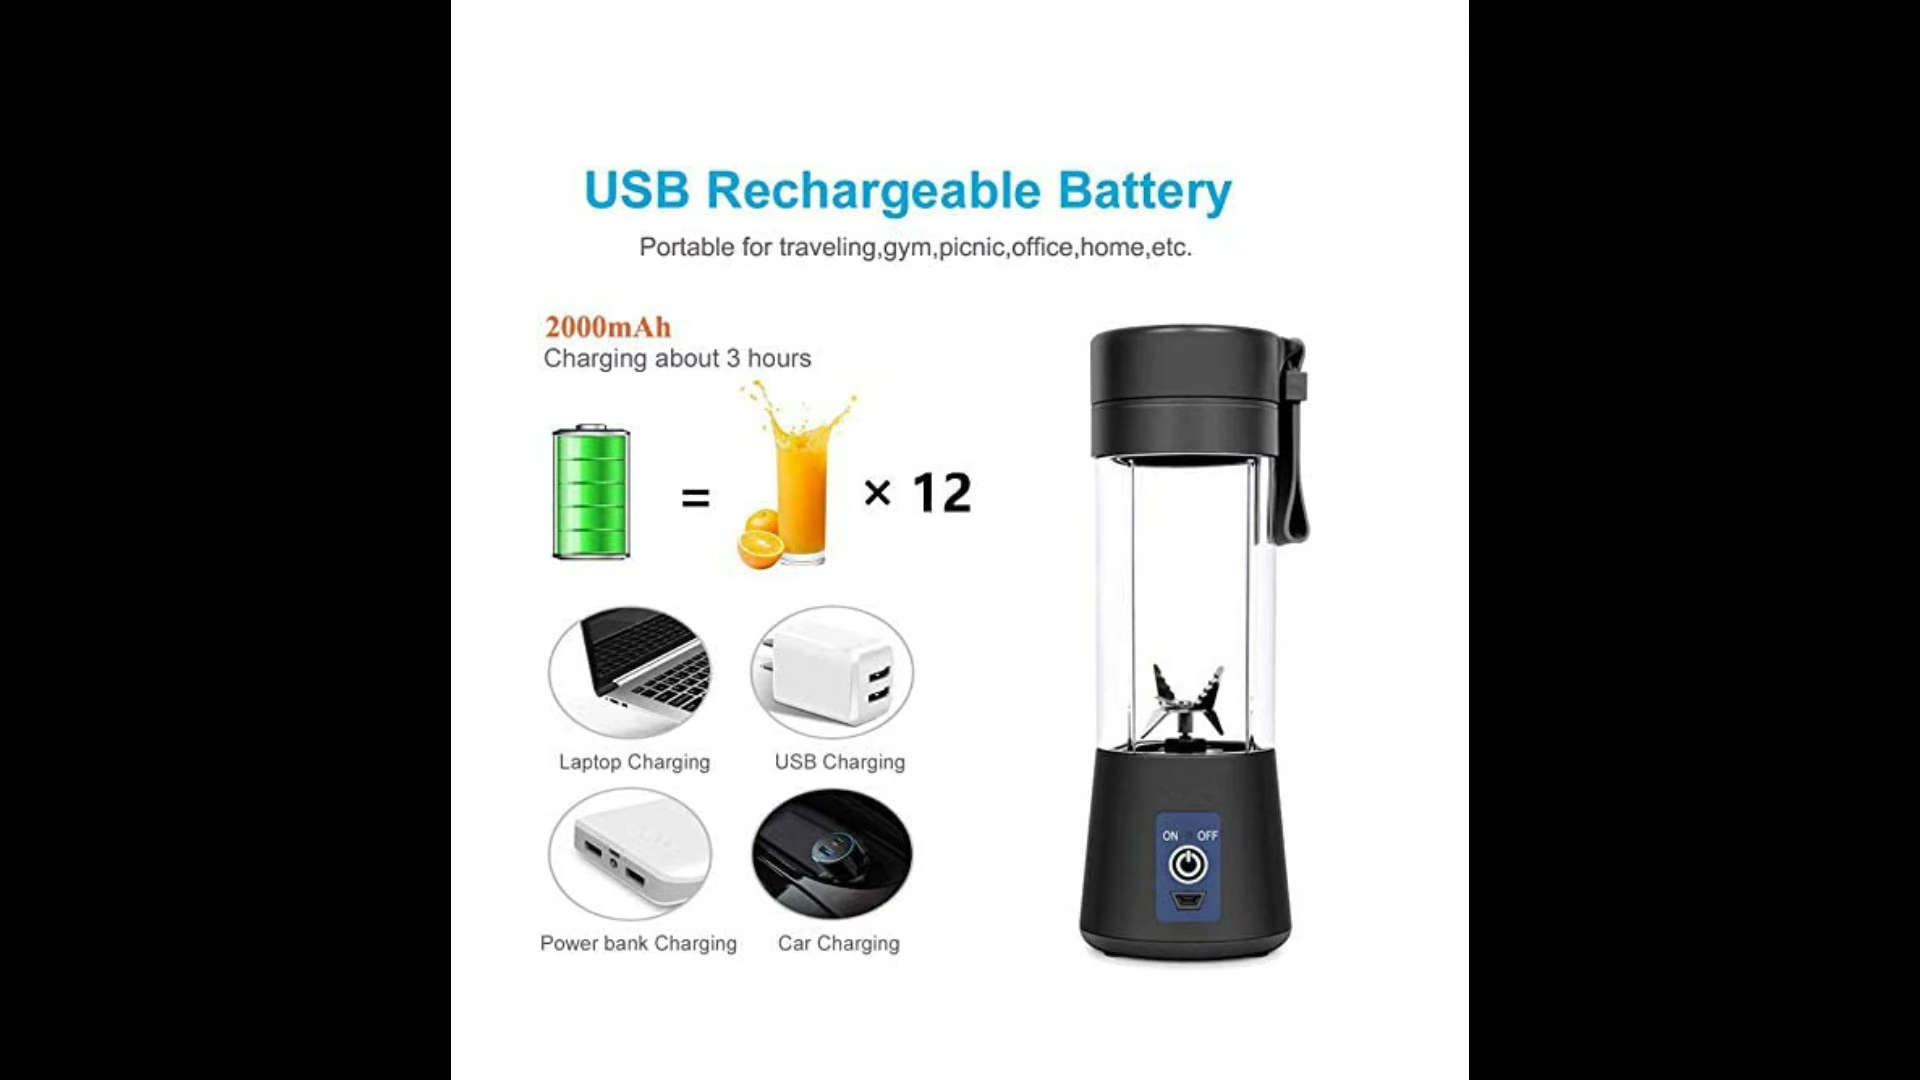 USB Rechargeable Battery
Portable for traveling,gym,picnic,office,home,etc.
2000mAh
Charging about 3 hours
= × 12
Laptop Charging
USB Charging
Power bank Charging
Car Charging
ON OFF